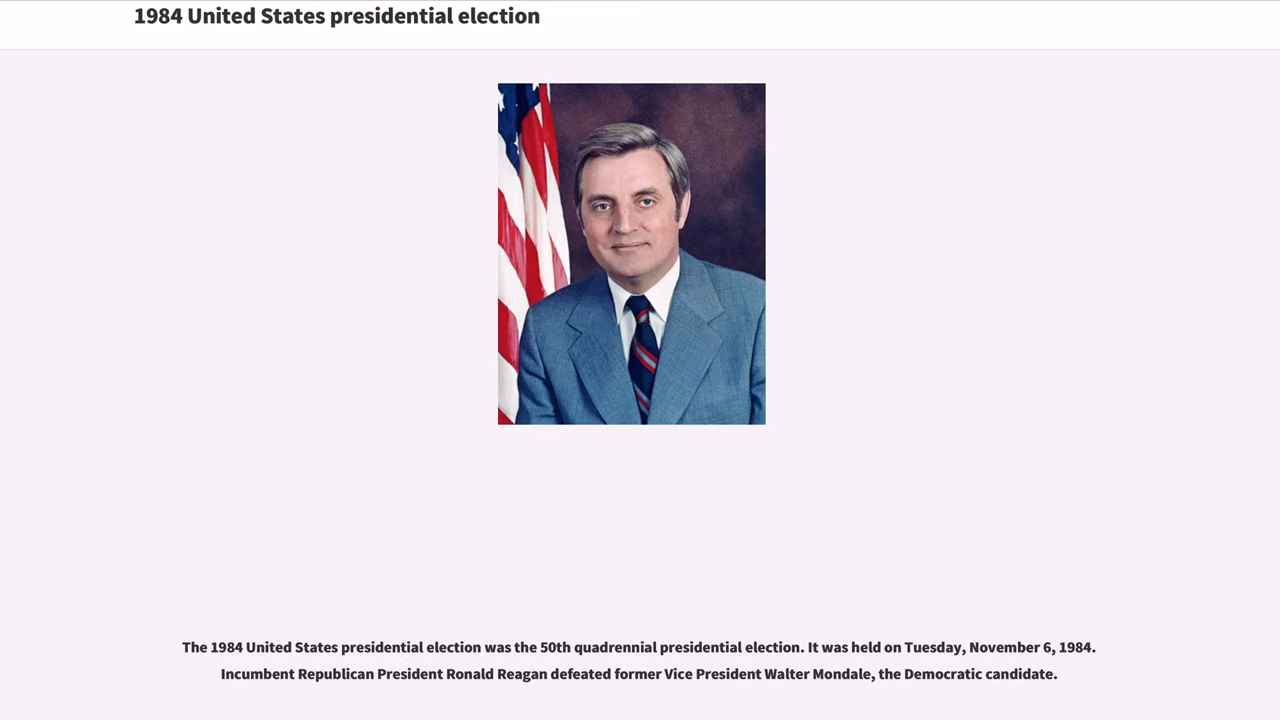 1984 United States presidential election
The 1984 United States presidential election was the 50th quadrennial presidential election. It was held on Tuesday, November 6, 1984.
Incumbent Republican President Ronald Reagan defeated former Vice President Walter Mondale, the Democratic candidate.